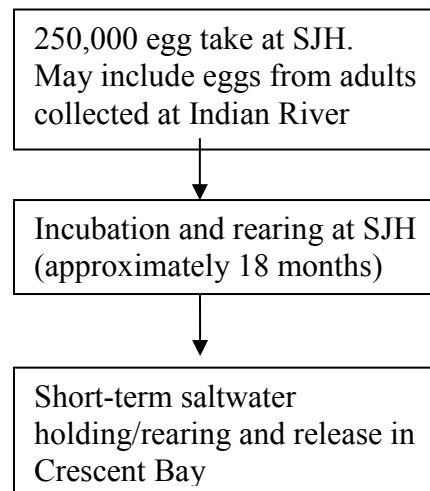 250,000 egg take at SJH.
May include eggs from adults
collected at Indian River
Incubation and rearing at SJH
(approximately 18 months)
Short-term saltwater
holding/rearing and release in
Crescent Bay